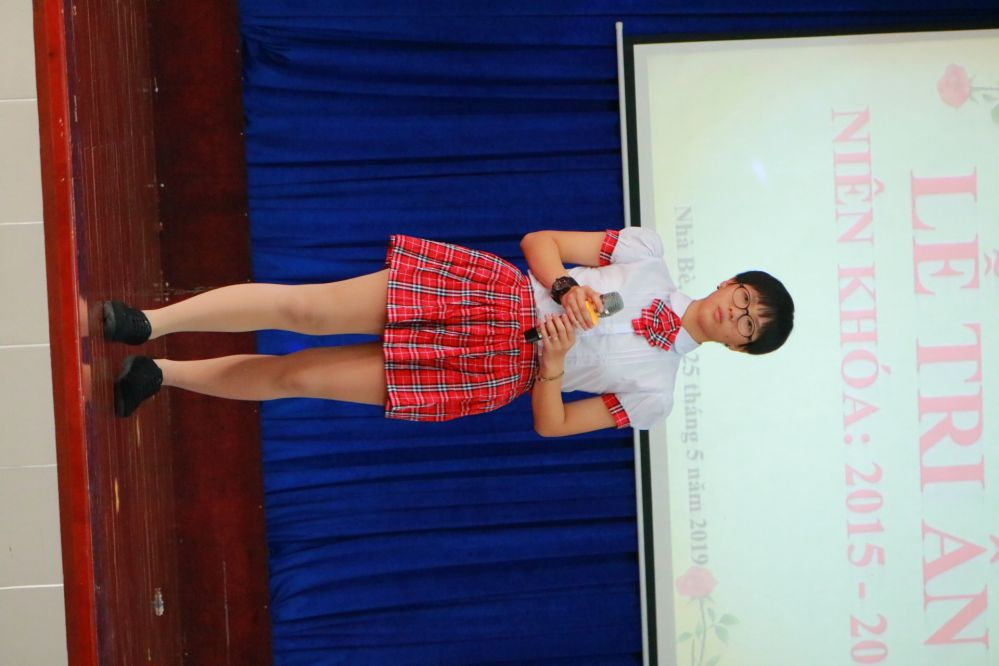 LỄ TRI ÂN
NIÊN KHÓA: 2015 - 20
Nhà Bè, 25 tháng 5 năm 2019